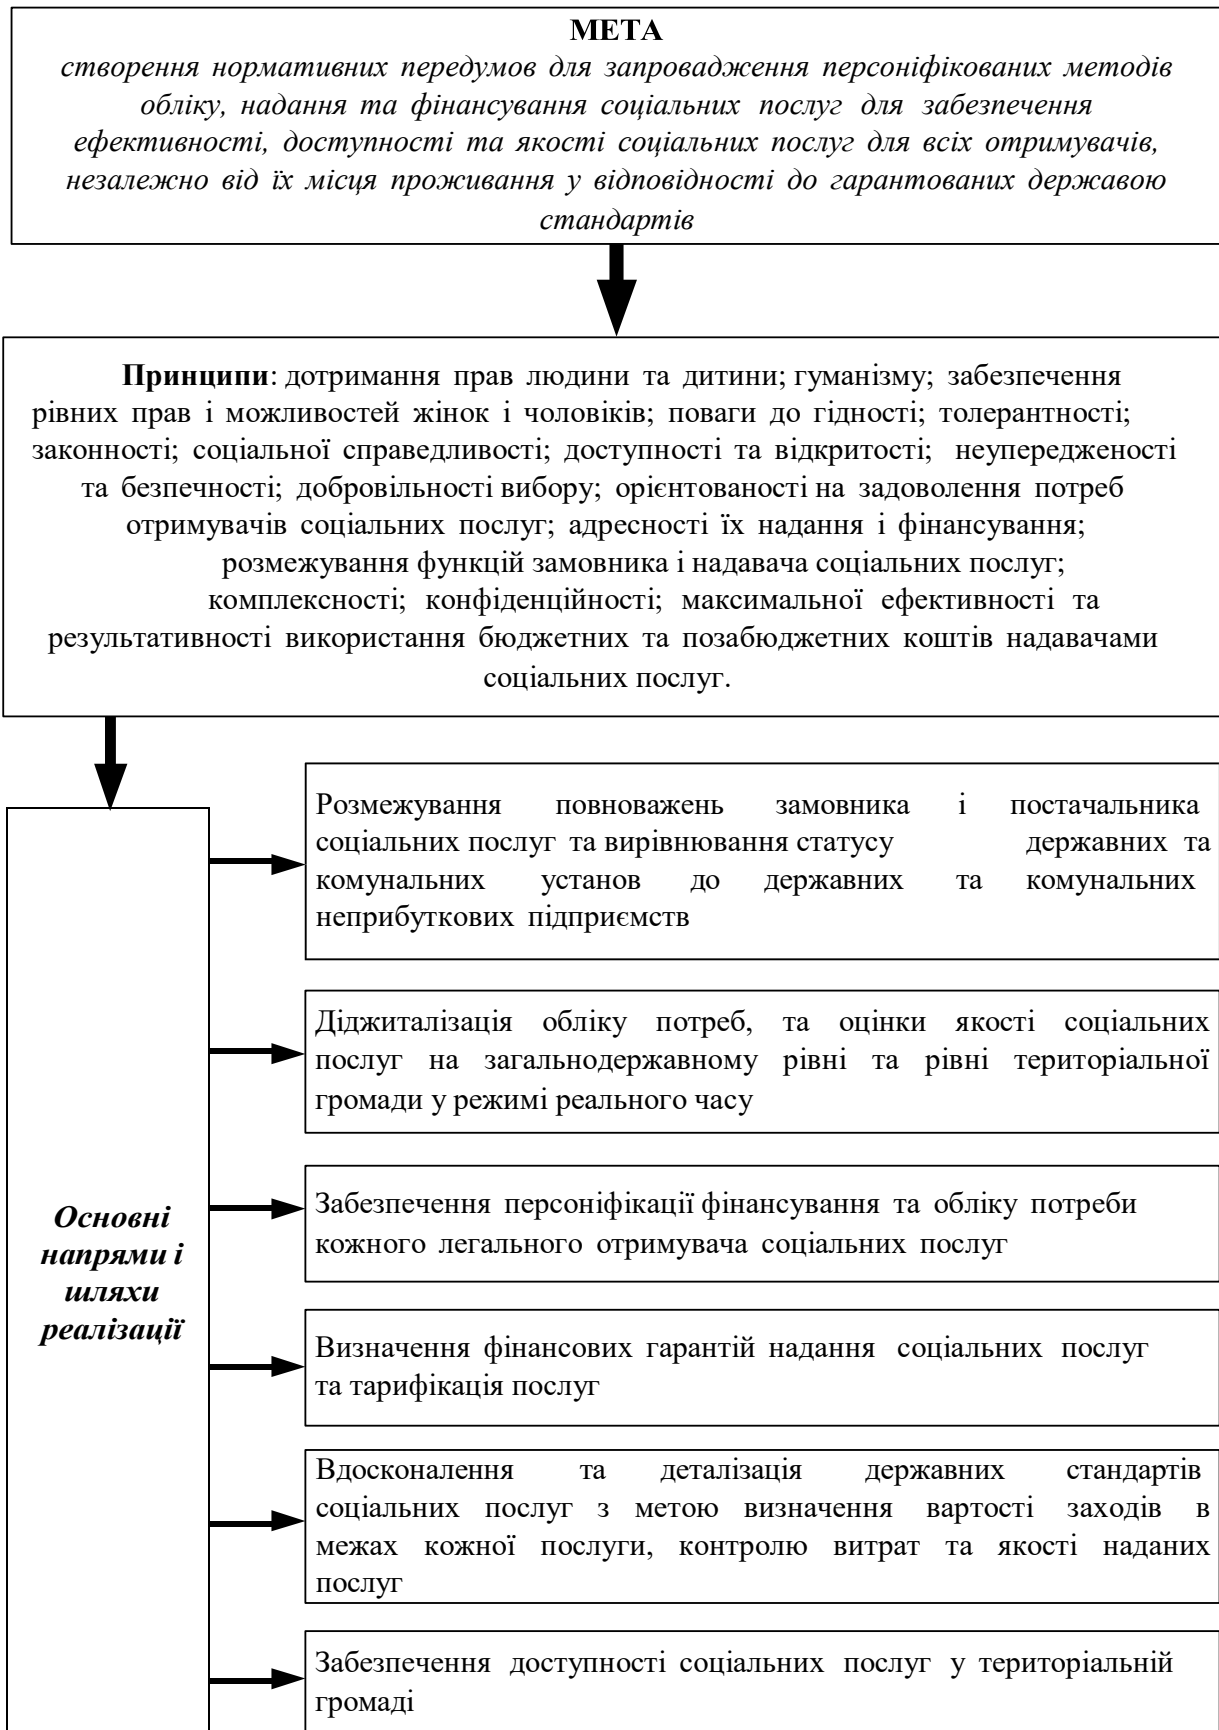 МЕТА
створення нормативних передумов для запровадження персоніфікованих методів
обліку, надання та фінансування соціальних послуг для забезпечення
ефективності, доступності та якості соціальних послуг для всіх отримувачів,
незалежно від їх місця проживання у відповідності до гарантованих державою
стандартів
Принципи: дотримання прав людини та дитини; гуманізму; забезпечення
рівних прав і можливостей жінок і чоловіків; поваги до гідності; толерантності;
законності; соціальної справедливості; доступності та відкритості; неупередженості
та безпечності; добровільності вибору; орієнтованості на задоволення потреб
отримувачів соціальних послуг; адресності їх надання і фінансування;
розмежування функцій замовника і надавача соціальних послуг;
комплексності; конфіденційності; максимальної ефективності та
результативності використання бюджетних та позабюджетних коштів надавачами
соціальних послуг.
Основні
напрями і
шляхи
реалізації
Розмежування повноважень замовника і постачальника
соціальних послуг та вирівнювання статусу державних та
комунальних установ до державних та комунальних
неприбуткових підприємств
Діджиталізація обліку потреб, та оцінки якості соціальних
послуг на загальнодержавному рівні та рівні територіальної
громади у режимі реального часу
Забезпечення персоніфікації фінансування та обліку потреби
кожного легального отримувача соціальних послуг
Визначення фінансових гарантій надання соціальних послуг
та тарифікація послуг
Вдосконалення та деталізація державних стандартів
соціальних послуг з метою визначення вартості заходів в
межах кожної послуги, контролю витрат та якості наданих
послуг
Забезпечення доступності соціальних послуг у територіальній
громаді